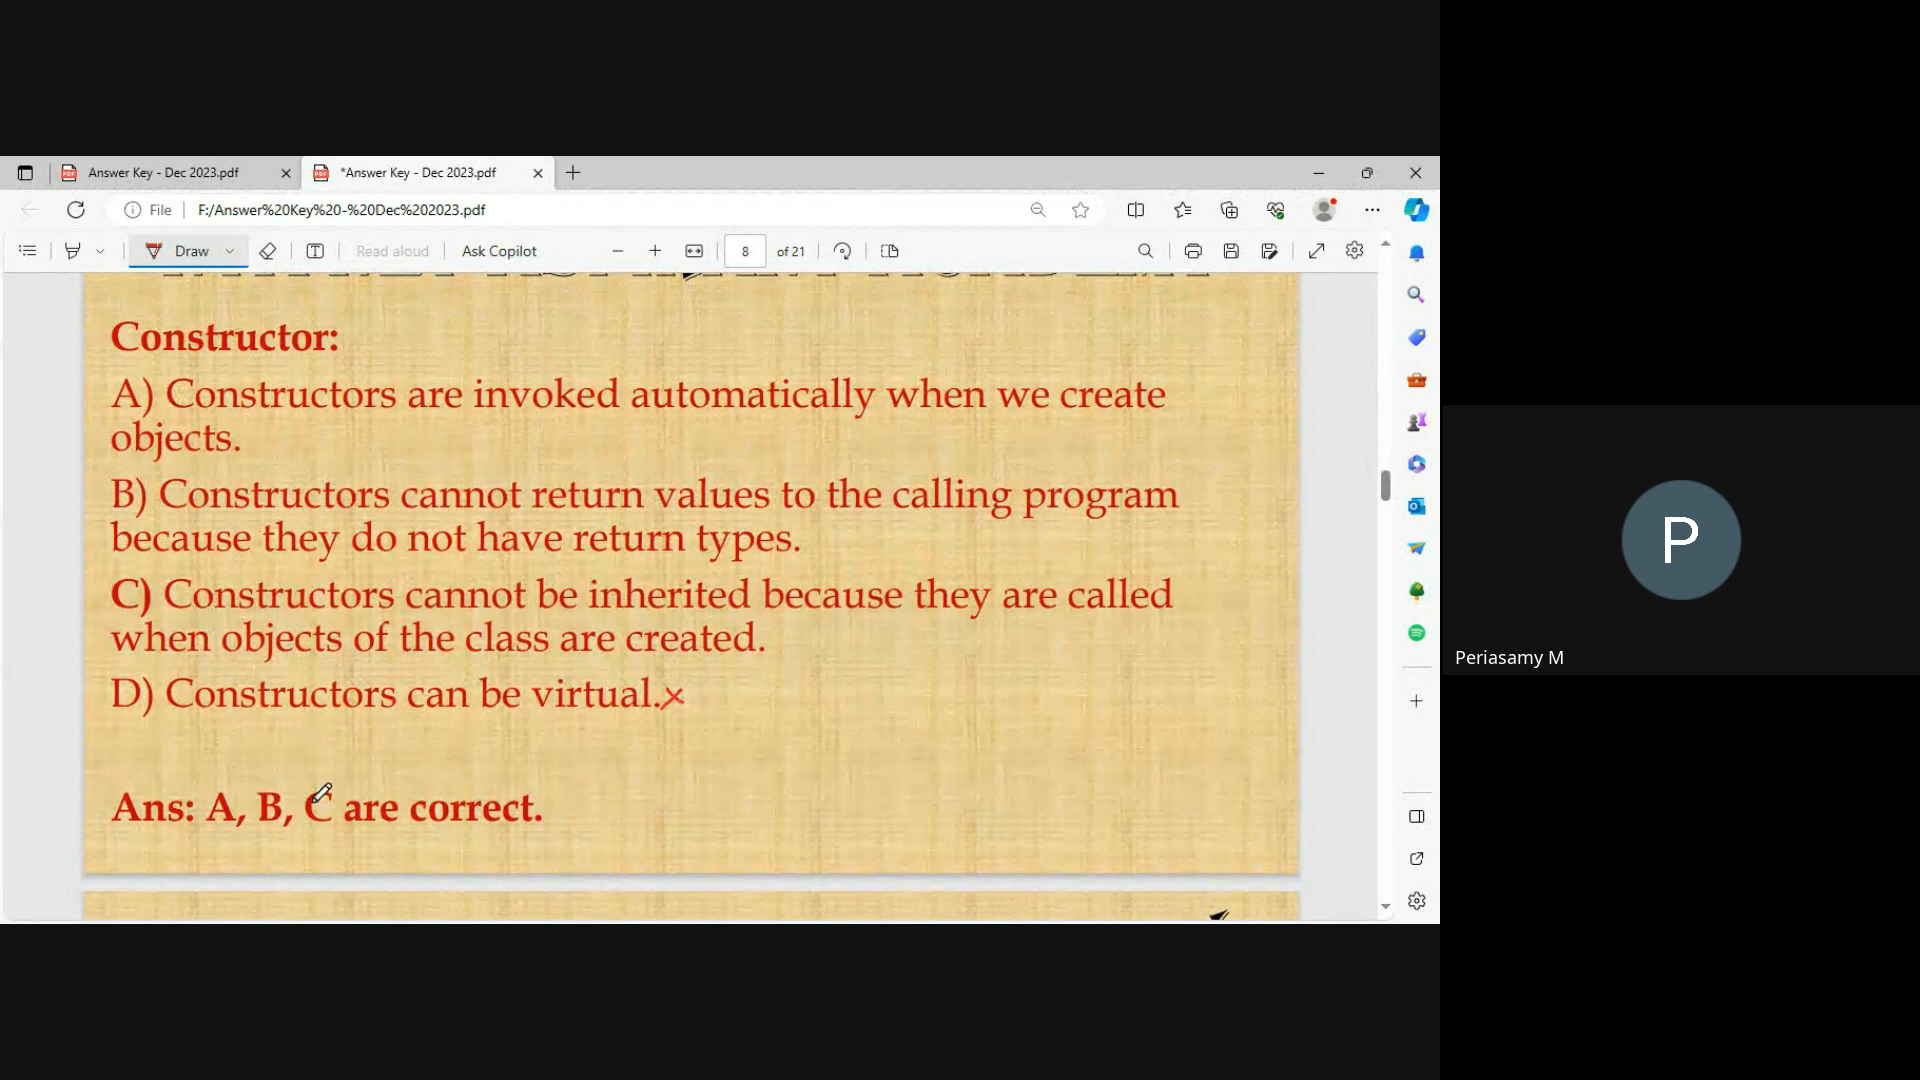 Answer Key - Dec 2023.pdf
*Answer Key - Dec 2023.pdf
File
F:/Answer%20Key%20-%20Dec%202023.pdf
Draw
Read aloud
Ask Copilot
8
of 21
Constructor:
A) Constructors are invoked automatically when we create
objects.
B) Constructors cannot return values to the calling program
because they do not have return types.
C) Constructors cannot be inherited because they are called
when objects of the class are created.
D) Constructors can be virtual.
Ans: A, B, C are correct.
P
Periasamy M